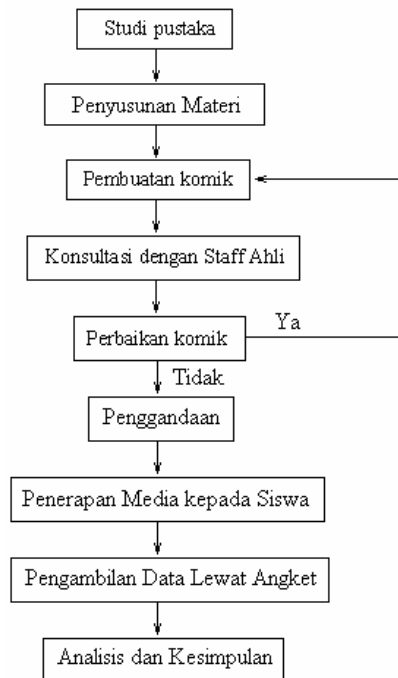 Studi pustaka
Penyusunan Materi
Pembuatan komik
Konsultasi dengan Staff Ahli
Perbaikan komik
Ya
Tidak
Penggandaan
Penerapan Media kepada Siswa
Pengambilan Data Lewat Angket
Analisis dan Kesimpulan